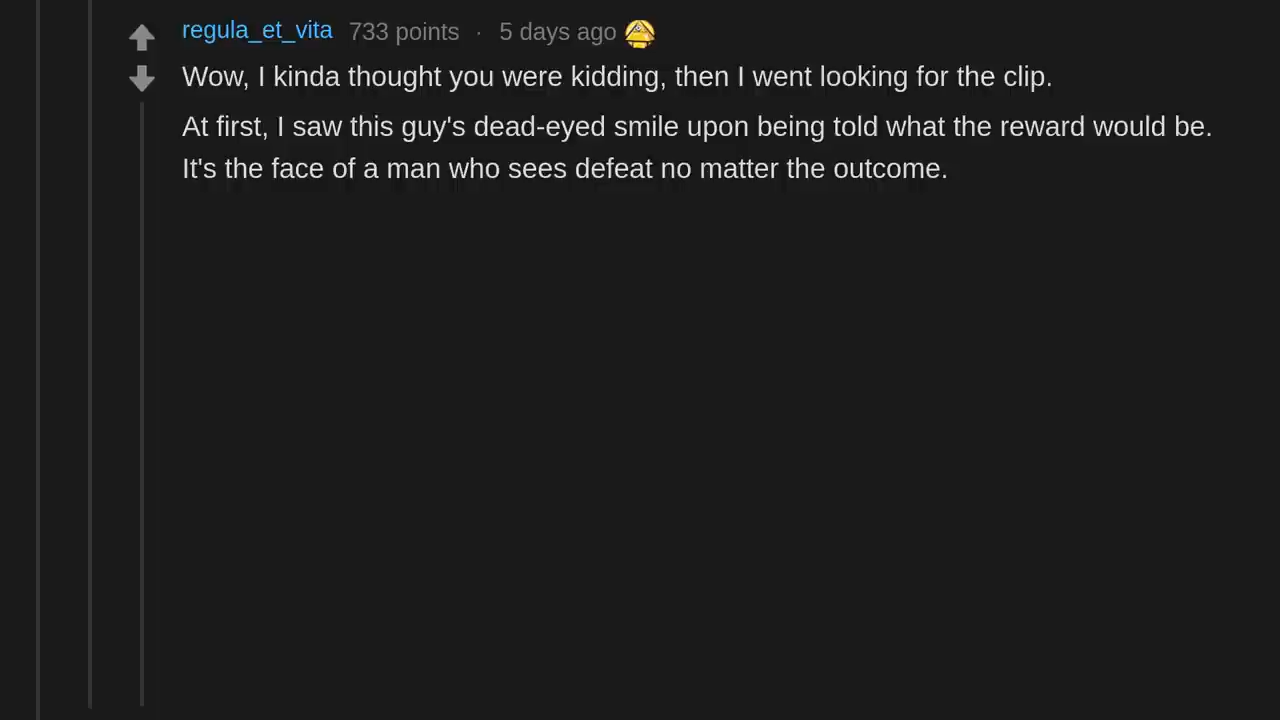 regula_et_vita 733 points · 5 days ago
Wow, I kinda thought you were kidding, then I went looking for the clip.
At first, I saw this guy's dead-eyed smile upon being told what the reward would be.
It's the face of a man who sees defeat no matter the outcome.